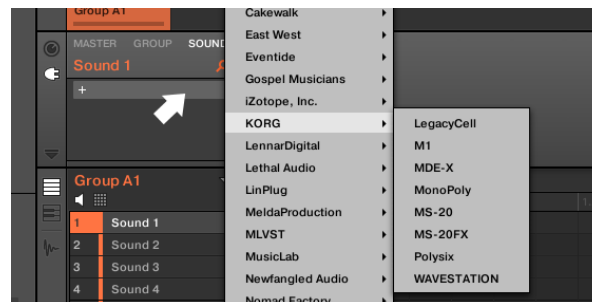 Group A1
MASTER GROUP SOUND
Sound 1
+
Group A1
1 Sound 1
2 Sound 2
3 Sound 3
4 Sound 4
Cakewalk
East West
Eventide
Gospel Musicians
iZotope, Inc.
KORG
LennarDigital
Lethal Audio
LinPlug
MeldaProduction
MLVST
MusicLab
Newfangled Audio
Nomad Factory
LegacyCell
M1
MDE-X
MonoPoly
MS-20
MS-20FX
Polysix
WAVESTATION